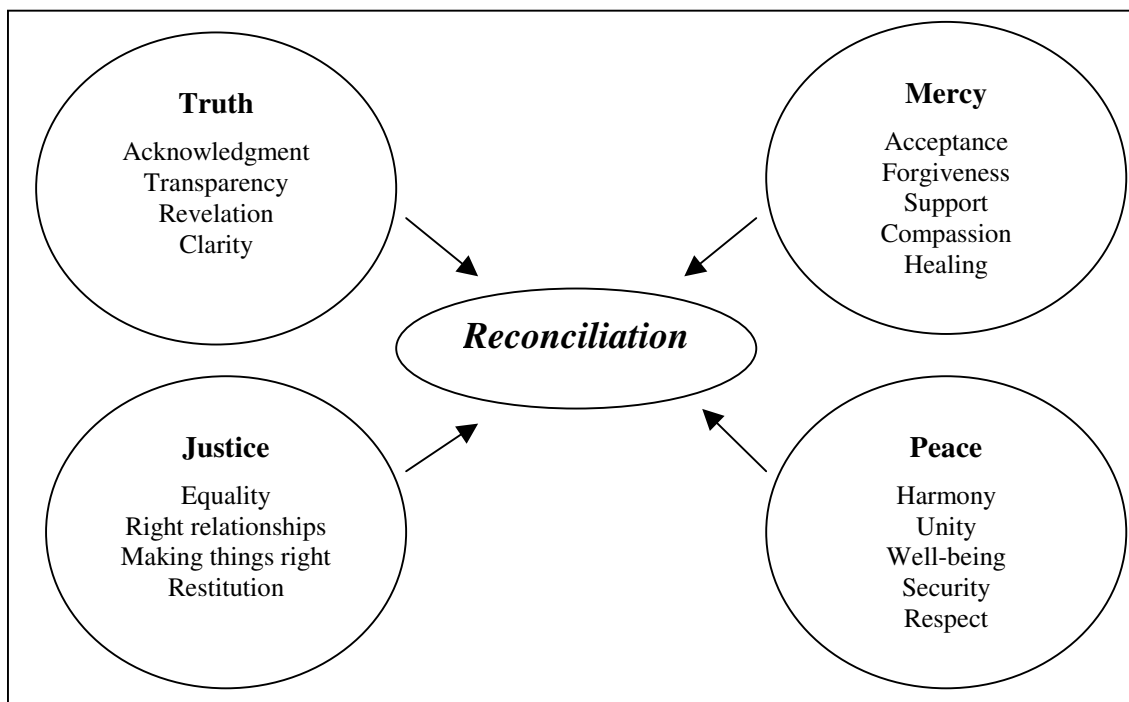 Truth
Acknowledgment
Transparency
Revelation
Clarity
Mercy
Acceptance
Forgiveness
Support
Compassion
Healing
Reconciliation
Justice
Equality
Right relationships
Making things right
Restitution
Peace
Harmony
Unity
Well-being
Security
Respect